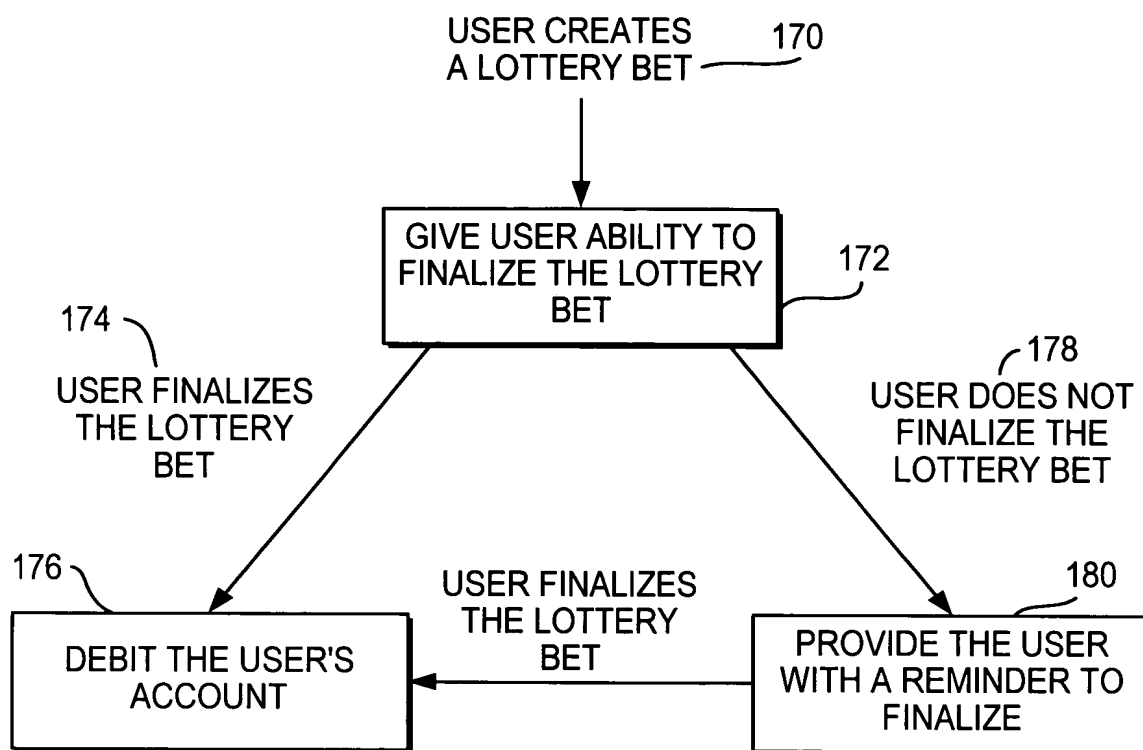 USER CREATES
A LOTTERY BET
170
GIVE USER ABILITY TO
FINALIZE THE LOTTERY
BET
172
174
USER FINALIZES
THE LOTTERY
BET
178
USER DOES NOT
FINALIZE THE
LOTTERY BET
176
DEBIT THE USER'S
ACCOUNT
USER FINALIZES
THE LOTTERY
BET
180
PROVIDE THE USER
WITH A REMINDER TO
FINALIZE